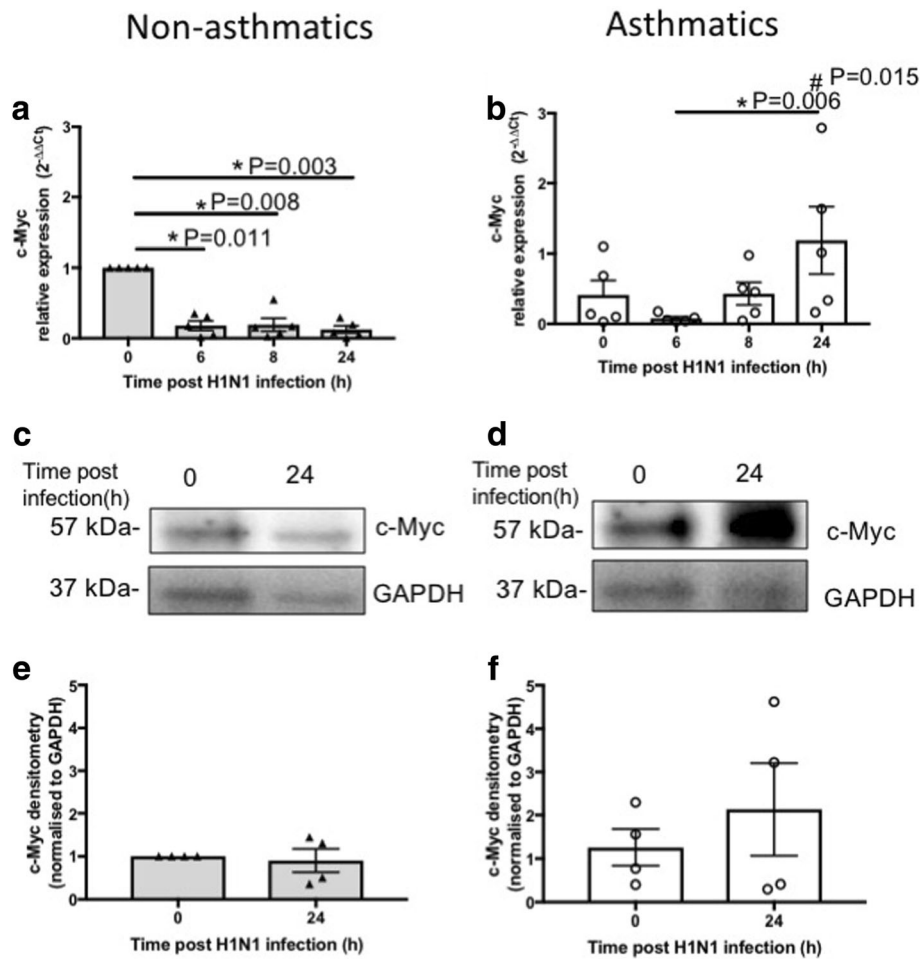 Non-asthmatics
Asthmatics
a
3
2
1
0
c-Myc
relative expression (2-ΔΔCt)
* P=0.003
* P=0.008
* P=0.011
0 6 8 24
Time post H1N1 infection (h)
b
3
2
1
0
c-Myc
relative expression (2-ΔΔCt)
# P=0.015
* P=0.006
0 6 8 24
Time post H1N1 infection (h)
c
Time post
infection(h)
0 24
57 kDa- c-Myc
37 kDa- GAPDH
d
Time post
infection(h)
0 24
57 kDa- c-Myc
37 kDa- GAPDH
e
5
4
3
2
1
0
c-Myc densitometry
(normalised to GAPDH)
0 24
Time post H1N1 infection (h)
f
5
4
3
2
1
0
c-Myc densitometry
(normalised to GAPDH)
0 24
Time post H1N1 infection (h)